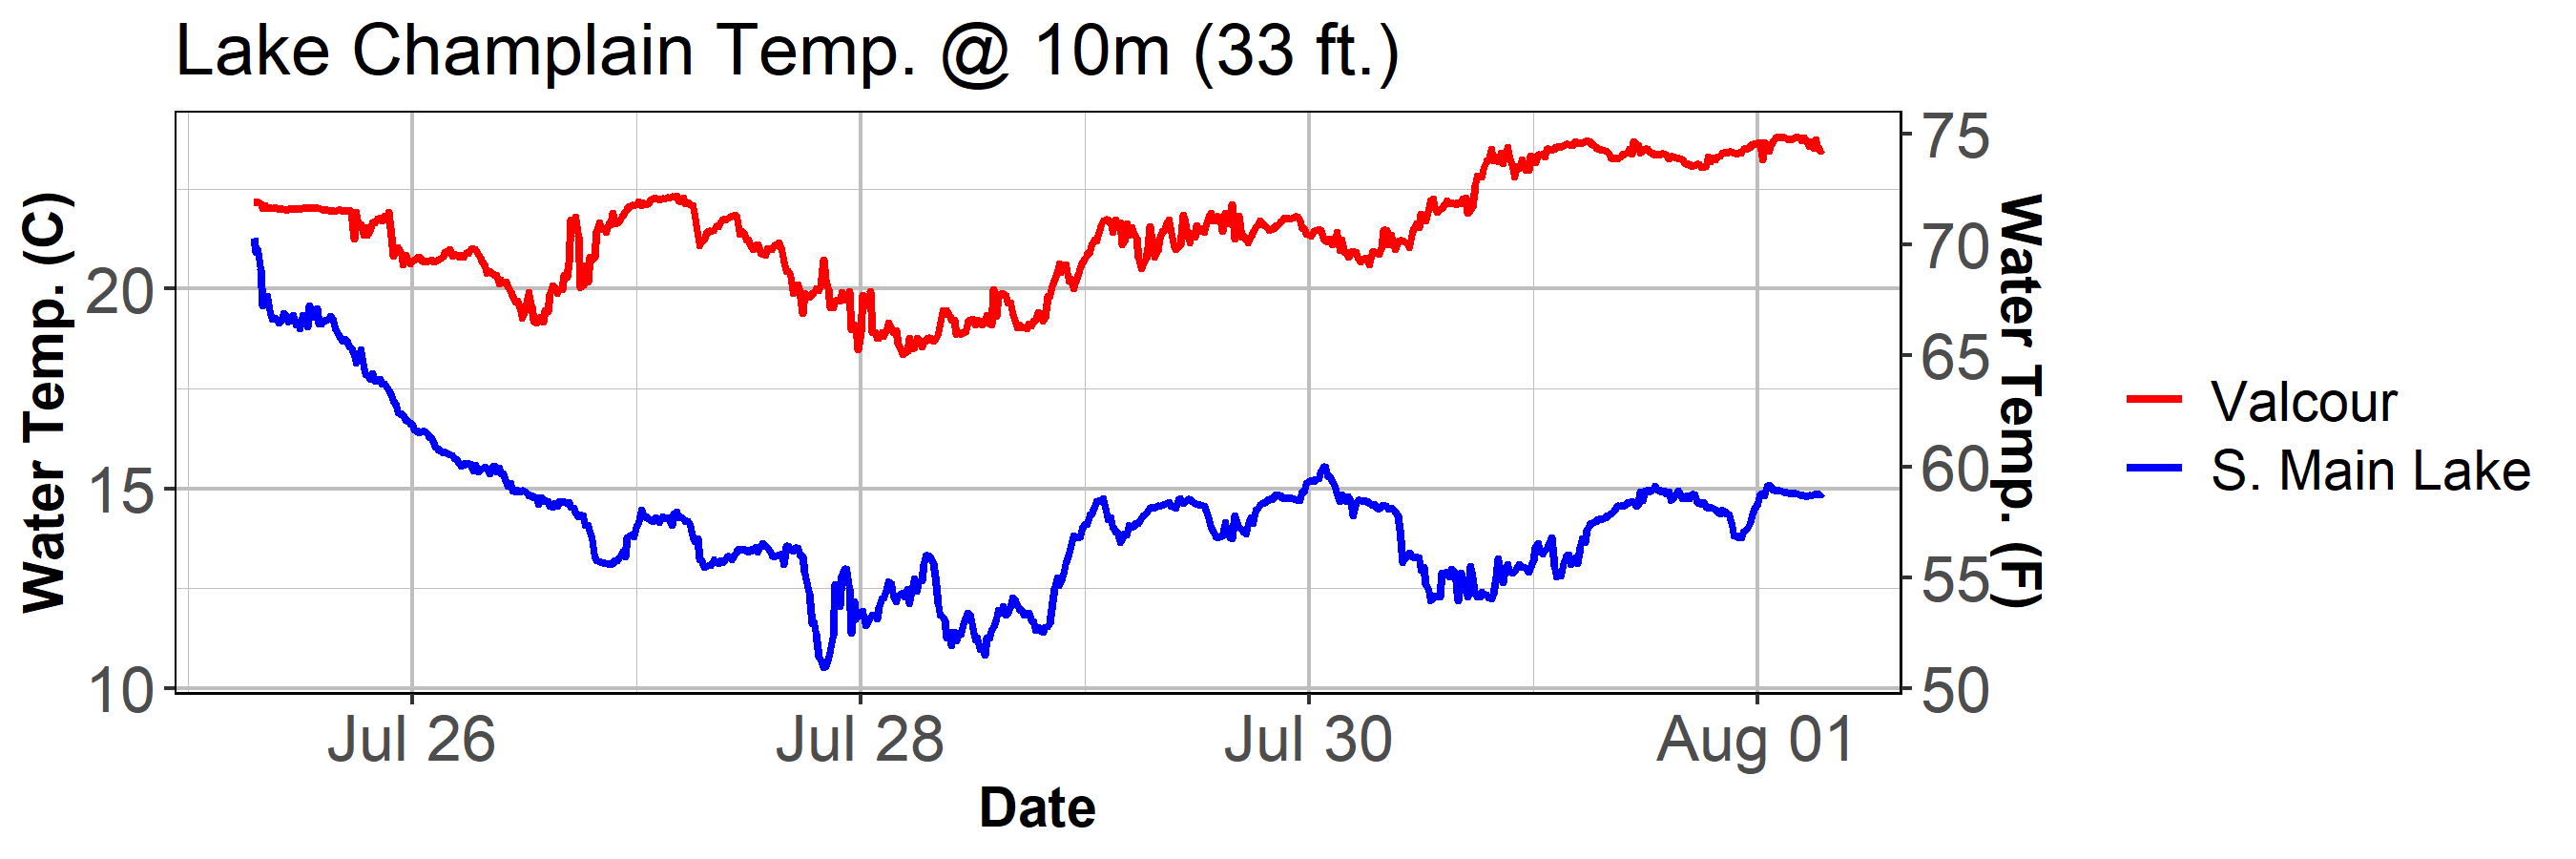 Lake Champlain Temp. @ 10m (33 ft.)
Water Temp. (C)
20
15
10
75
70
65
60
55
50
Water Temp. (F)
Jul 26
Jul 28
Jul 30
Aug 01
Date
Valcour
S. Main Lake